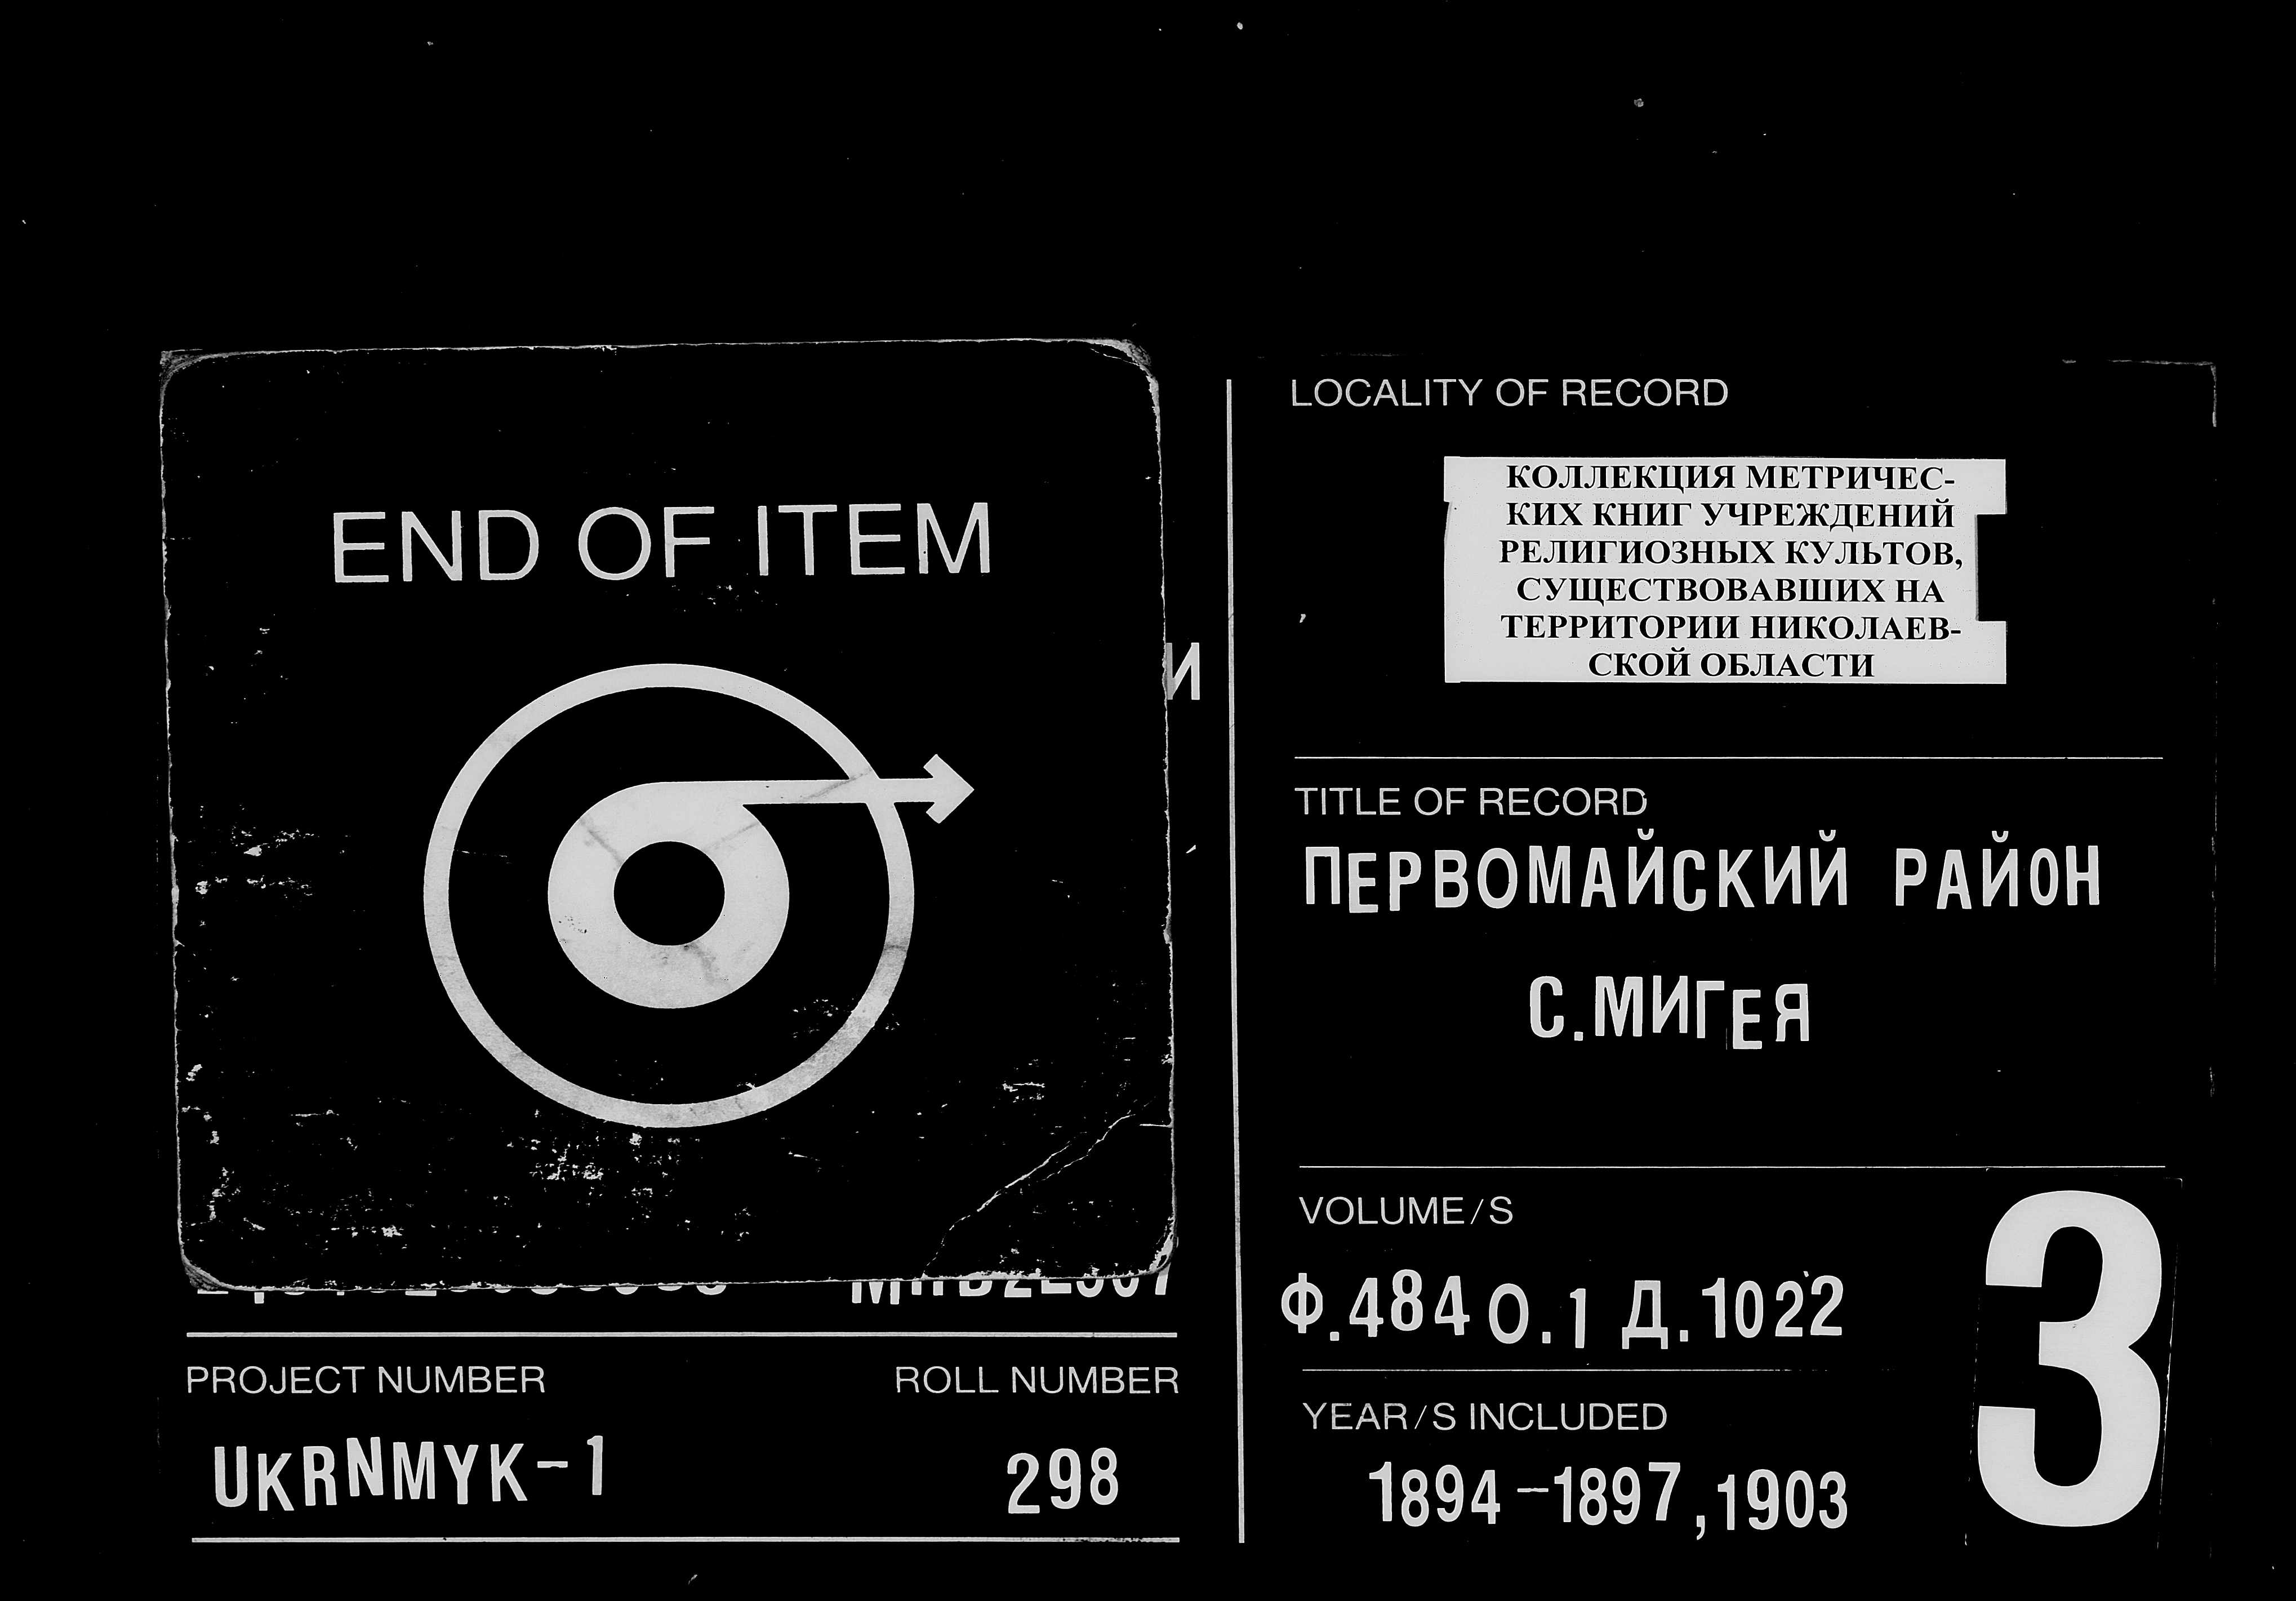 END OF ITEM
И
PROJECT NUMBER
ROLL NUMBER
UKRNMYK-1
298
LOCALITY OF RECORD
КОЛЛЕКЦИЯ МЕТРИЧЕС-
КИХ КНИГ УЧРЕЖДЕНИЙ
РЕЛИГИОЗНЫХ КУЛЬТОВ,
СУЩЕСТВОВАВШИХ НА
ТЕРРИТОРИИ НИКОЛАЕВ-
СКОЙ ОБЛАСТИ
TITLE OF RECORD
ПЕРВОМАЙСКИЙ РАЙОН
С.МИГЕЯ
VOLUME/S
Ф.484 О.1 Д.1022
YEAR/S INCLUDED
1894-1897,1903
3